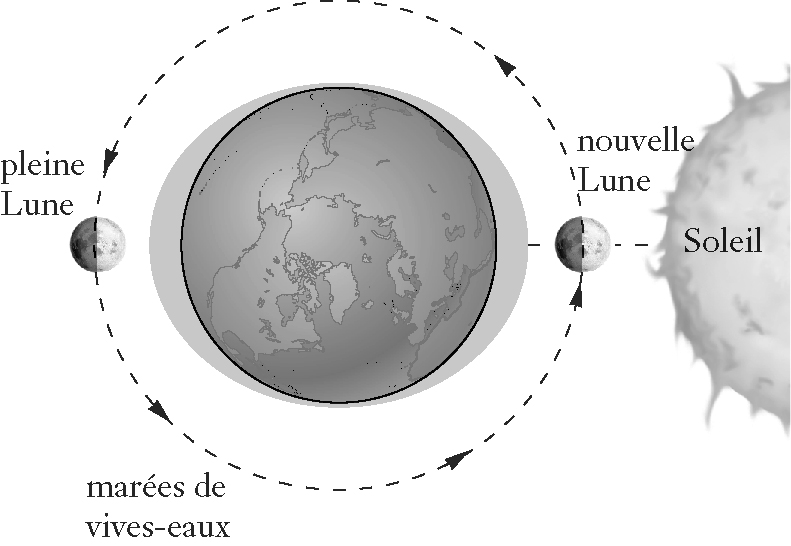 nouvelle
Lune
pleine
Lune
Soleil
marées de
vives-eaux